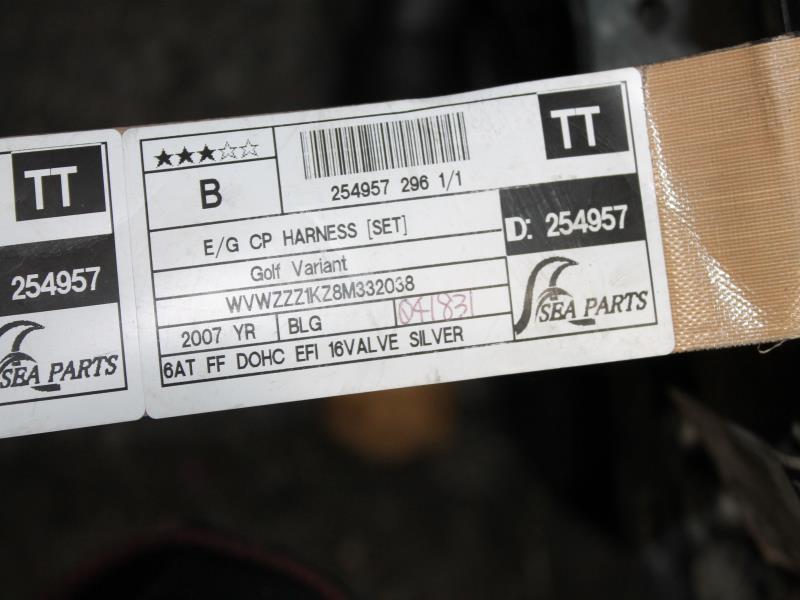 TT
254957
SEA PARTS
★★★☆☆
B
254957 296 1/1
TT
E/G CP HARNESS [SET]
D: 254957
Golf Variant
WVWZZZ1KZ8M332038
2007 YR
BLG
041831
SEA PARTS
6AT FF DOHC EFI 16VALVE SILVER